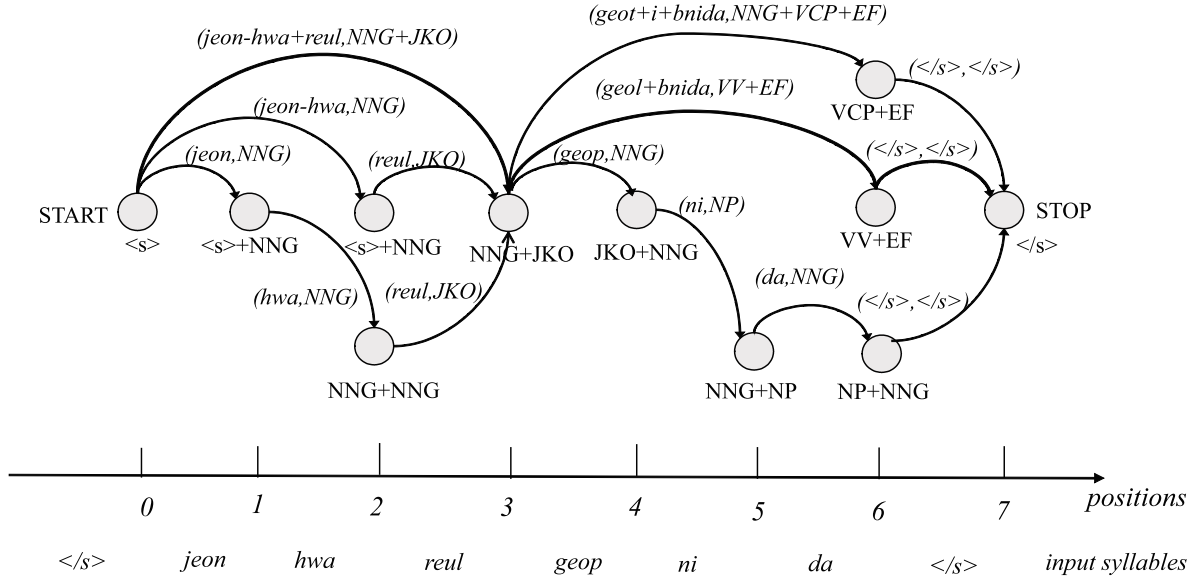 (geot+i+bnida,NNG+VCP+EF)
(jeon-hwa+reul,NNG+JKO)
(</s>,</s>)
(geol+bnida,VV+EF)
(jeon-hwa,NNG)
VCP+EF
(jeon,NNG)
(reul,JKO)
(geop,NNG)
(</s>,</s>)
START
(ni,NP)
STOP
<s>
<s>+NNG
<s>+NNG
NNG+JKO
JKO+NNG
VV+EF
</s>
(hwa,NNG)
(reul,JKO)
(da,NNG)
(</s>,</s>)
NNG+NNG
NNG+NP
NP+NNG
0 1 2 3 4 5 6 7 positions
</s> jeon hwa reul geop ni da </s> input syllables